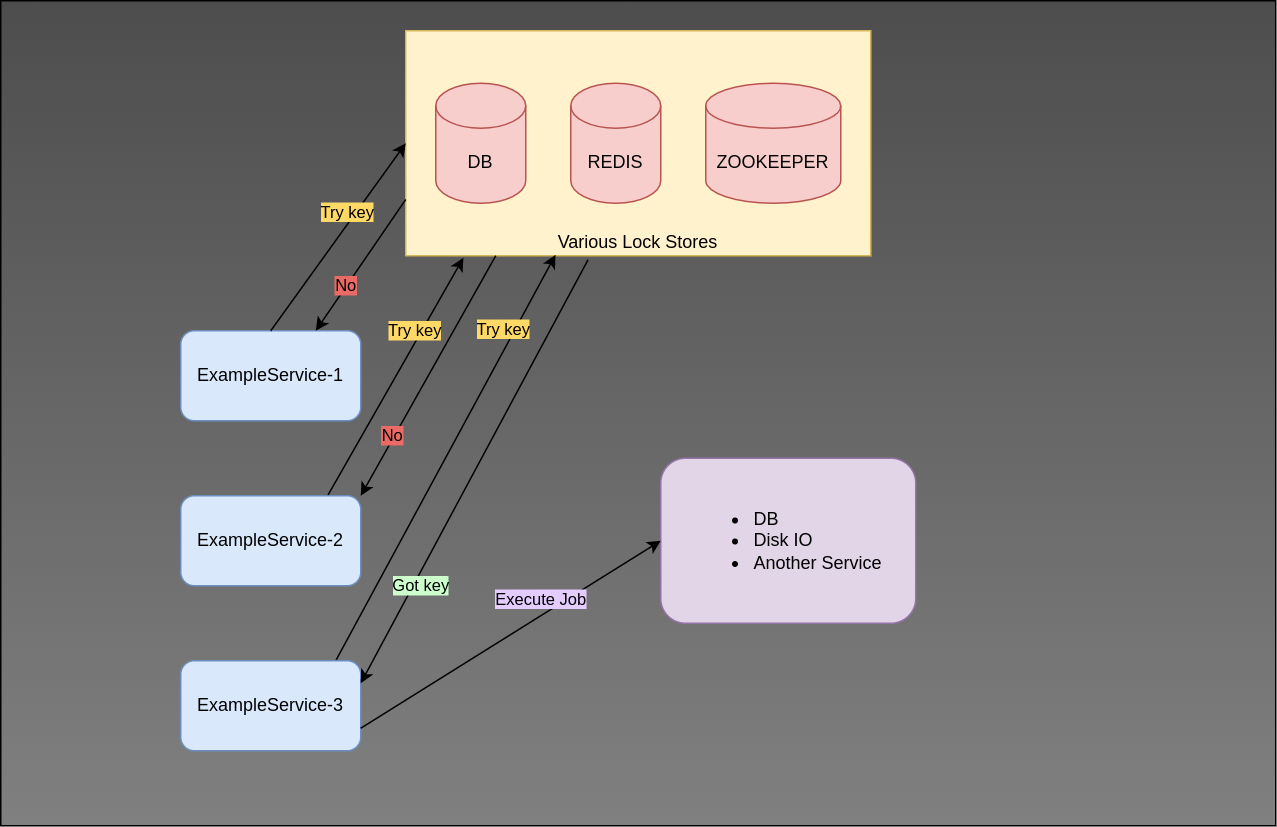 DB
REDIS
ZOOKEEPER
Various Lock Stores
Try key
No
Try key
Try key
ExampleService-1
No
ExampleService-2
DB
Disk IO
Another Service
Got key
Execute Job
ExampleService-3